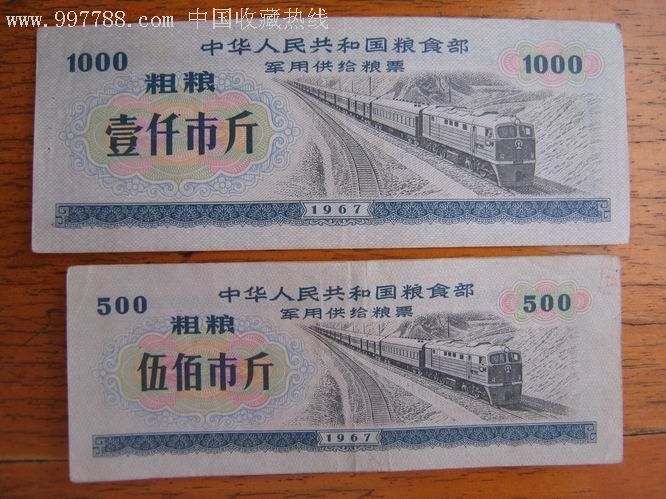 www.997788.com 中国收藏热线
中华人民共和国粮食部
军用供给粮票
1000
1000
粗粮
壹仟市斤
1967
中华人民共和国粮食部
军用供给粮票
500
500
粗粮
伍佰市斤
1967